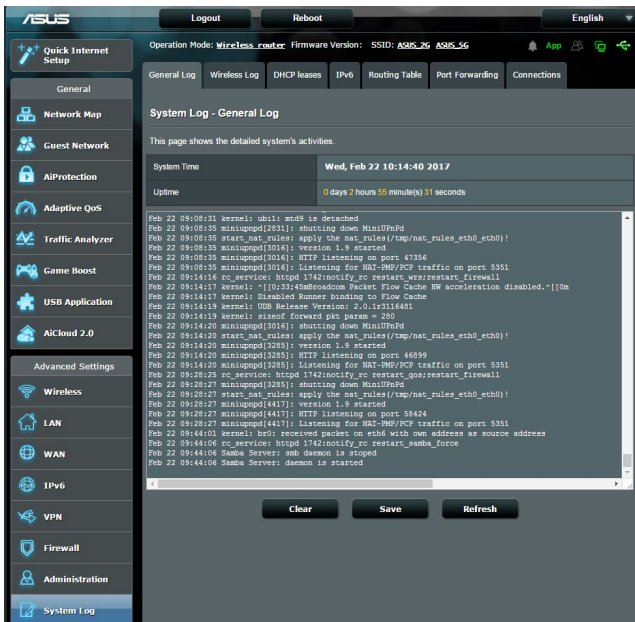 ASUS
Logout
Reboot
English
Quick Internet
Setup
Operation Mode: Wireless router Firmware Version: SSID: ASUS_2G ASUS_5G
App
General Log
Wireless Log
DHCP leases
IPv6
Routing Table
Port Forwarding
Connections
General
Network Map
Guest Network
AiProtection
Adaptive QoS
Traffic Analyzer
Game Boost
USB Application
AiCloud 2.0
Advanced Settings
Wireless
LAN
WAN
IPv6
VPN
Firewall
Administration
System Log
System Log - General Log
This page shows the detailed system's activities.
System Time Wed, Feb 22 10:14:40 2017
Uptime 0 days 2 hours 55 minute(s) 31 seconds
Feb 22 09:08:31 kernel: ubi1: mtd9 is detached
Feb 22 09:08:35 miniupnpd[2831]: shutting down MiniUPnPd
Feb 22 09:08:35 start_nat_rules: apply the nat_rules(/tmp/nat_rules_eth0_eth0)!
Feb 22 09:08:35 miniupnpd[3016]: version 1.9 started
Feb 22 09:08:35 miniupnpd[3016]: HTTP listening on port 47356
Feb 22 09:08:35 miniupnpd[3016]: Listening for NAT-PMP/PCP traffic on port 5351
Feb 22 09:14:16 rc_service: httpd 1742:notify_rc restart_wrs;restart_firewall
Feb 22 09:14:17 kernel: ^[[0;33;45mBroadcom Packet Flow Cache HW acceleration disabled.^[[0m
Feb 22 09:14:17 kernel: Disabled Runner binding to Flow Cache
Feb 22 09:14:19 kernel: UDB Release Version: 2.0.1r3116481
Feb 22 09:14:19 kernel: sizeof forward pkt param = 280
Feb 22 09:14:20 miniupnpd[3016]: shutting down MiniUPnPd
Feb 22 09:14:20 start_nat_rules: apply the nat_rules(/tmp/nat_rules_eth0_eth0)!
Feb 22 09:14:20 miniupnpd[3285]: version 1.9 started
Feb 22 09:14:20 miniupnpd[3285]: HTTP listening on port 46899
Feb 22 09:14:20 miniupnpd[3285]: Listening for NAT-PMP/PCP traffic on port 5351
Feb 22 09:28:25 rc_service: httpd 1742:notify_rc restart_qos;restart_firewall
Feb 22 09:28:27 miniupnpd[3285]: shutting down MiniUPnPd
Feb 22 09:28:27 start_nat_rules: apply the nat_rules(/tmp/nat_rules_eth0_eth0)!
Feb 22 09:28:27 miniupnpd[4417]: version 1.9 started
Feb 22 09:28:27 miniupnpd[4417]: HTTP listening on port 58424
Feb 22 09:28:27 miniupnpd[4417]: Listening for NAT-PMP/PCP traffic on port 5351
Feb 22 09:44:01 kernel: br0: received packet on eth6 with own address as source address
Feb 22 09:44:06 rc_service: httpd 1742:notify_rc restart_samba_force
Feb 22 09:44:06 Samba Server: smb daemon is stoped
Feb 22 09:44:06 Samba Server: daemon is started
Clear
Save
Refresh